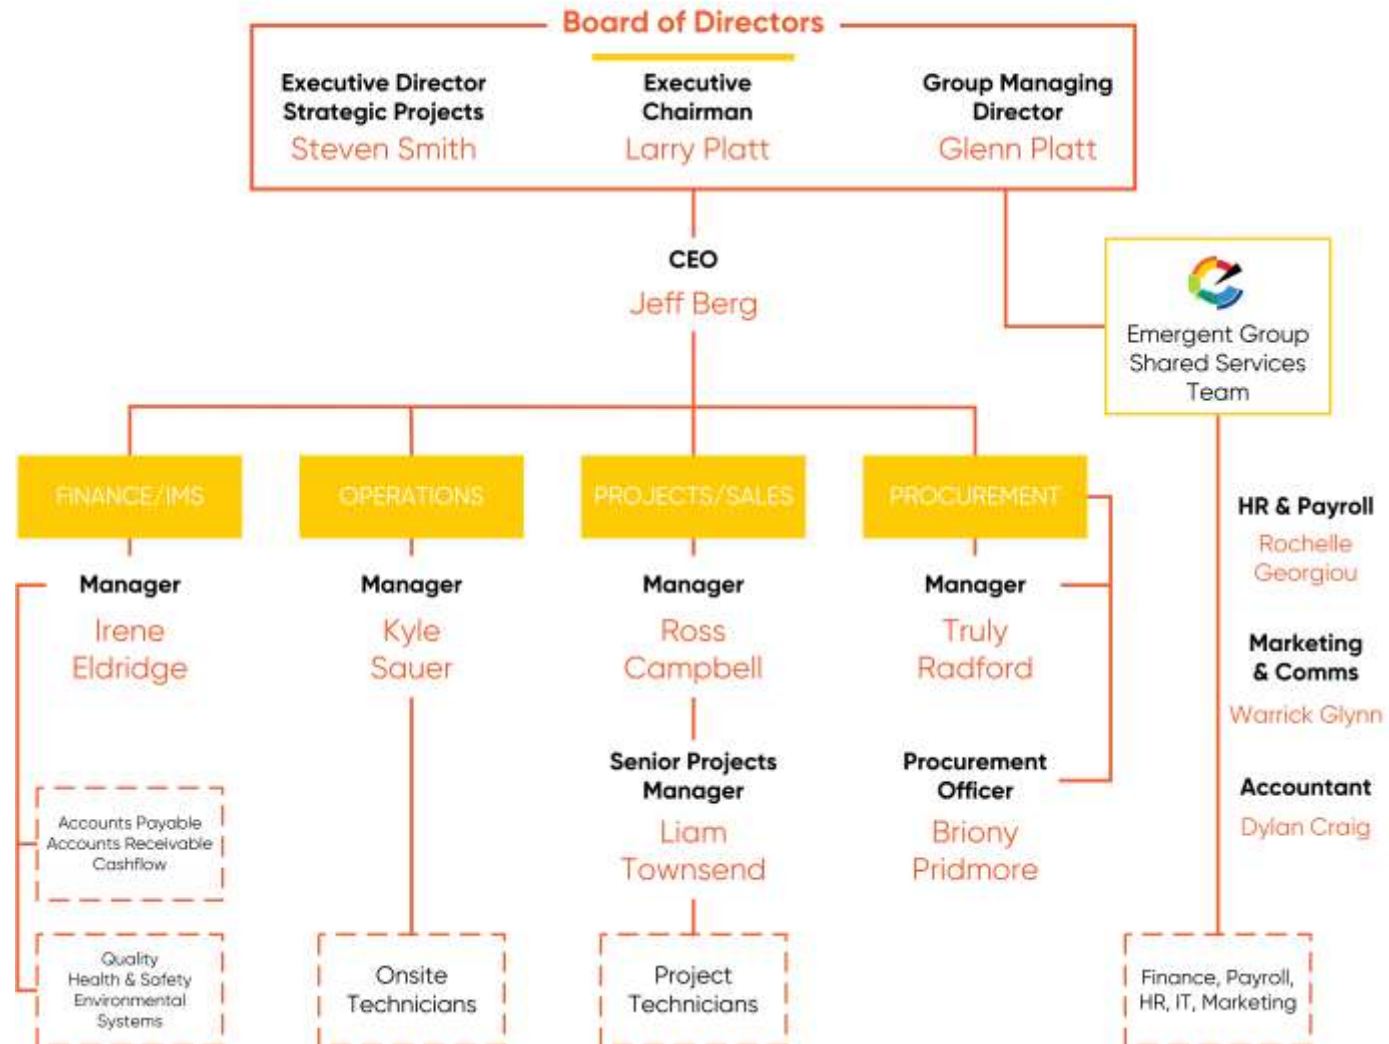 Board of Directors
Executive Director
Strategic Projects
Steven Smith
Executive
Chairman
Larry Platt
Group Managing
Director
Glenn Platt
CEO
Jeff Berg
Emergent Group
Shared Services
Team
FINANCE/IMS
OPERATIONS
PROJECTS/SALES
PROCUREMENT
Manager
Irene
Eldridge
Manager
Kyle
Sauer
Manager
Ross
Campbell
Manager
Truly
Radford
HR & Payroll
Rochelle
Georgiou
Marketing
& Comms
Warrick Glynn
Accountant
Dylan Craig
Senior Projects
Manager
Liam
Townsend
Procurement
Officer
Briony
Pridmore
Accounts Payable
Accounts Receivable
Cashflow
Quality
Health & Safety
Environmental
Systems
Onsite
Technicians
Project
Technicians
Finance, Payroll,
HR, IT, Marketing